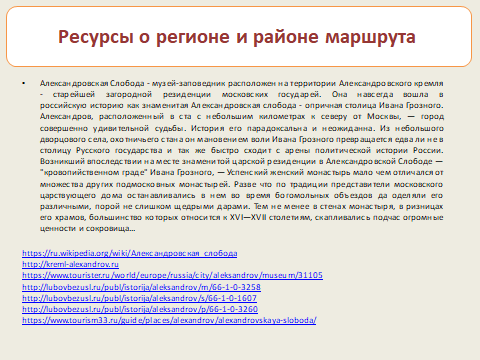 Ресурсы о регионе и районе маршрута
• Александровская Слобода - музей-заповедник расположен на территории Александровского кремля
- старейшей загородной резиденции московских государей. Она навсегда вошла в
российскую историю как знаменитая Александровская слобода - опричная столица Ивана Грозного.
Александров, расположенный в ста с небольшим километрах к северу от Москвы, — город
совершенно удивительной судьбы. История его парадоксальна и неожиданна. Из небольшого
дворцового села, охотничьего стана он мановением воли Ивана Грозного превращается едва ли не в
столицу Русского государства и так же быстро сходит с арены политической истории России.
Возникший впоследствии на месте знаменитой царской резиденции в Александровской Слободе —
"кровопийственном граде" Ивана Грозного, — Успенский женский монастырь мало чем отличался от
множества других подмосковных монастырей. Разве что по традиции представители московского
царствующего дома останавливались в нем во время богомольных объездов да оделяли его
различными, порой не слишком щедрыми дарами. Тем не менее в стенах монастыря, в ризницах
его храмов, большинство которых относится к XVI—XVII столетиям, скапливались подчас огромные
ценности и сокровища…
https://ru.wikipedia.org/wiki/Александровская_слобода
http://kreml-alexandrov.ru
https://www.tourister.ru/world/europe/russia/city/aleksandrov/museum/31105
http://lubovbezusl.ru/publ/istorija/aleksandrov/m/66-1-0-3258
http://lubovbezusl.ru/publ/istorija/aleksandrov/s/66-1-0-1607
http://lubovbezusl.ru/publ/istorija/aleksandrov/p/66-1-0-3260
https://www.tourism33.ru/guide/places/alexandrov/alexandrovskaya-sloboda/